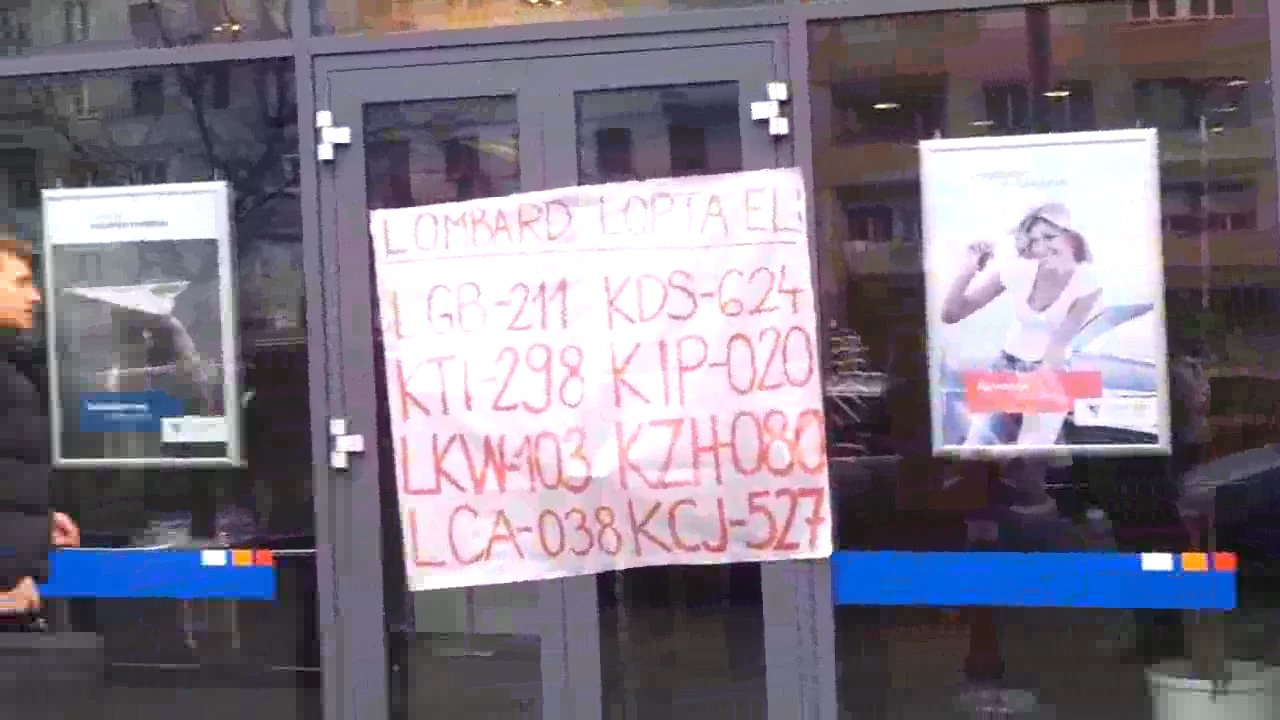 LOMBARD LOPTA EL:
LGB-211 KDS-624
KTI-298 KIP-020
LKW-103 KZH-080
LCA-038 KCJ-527